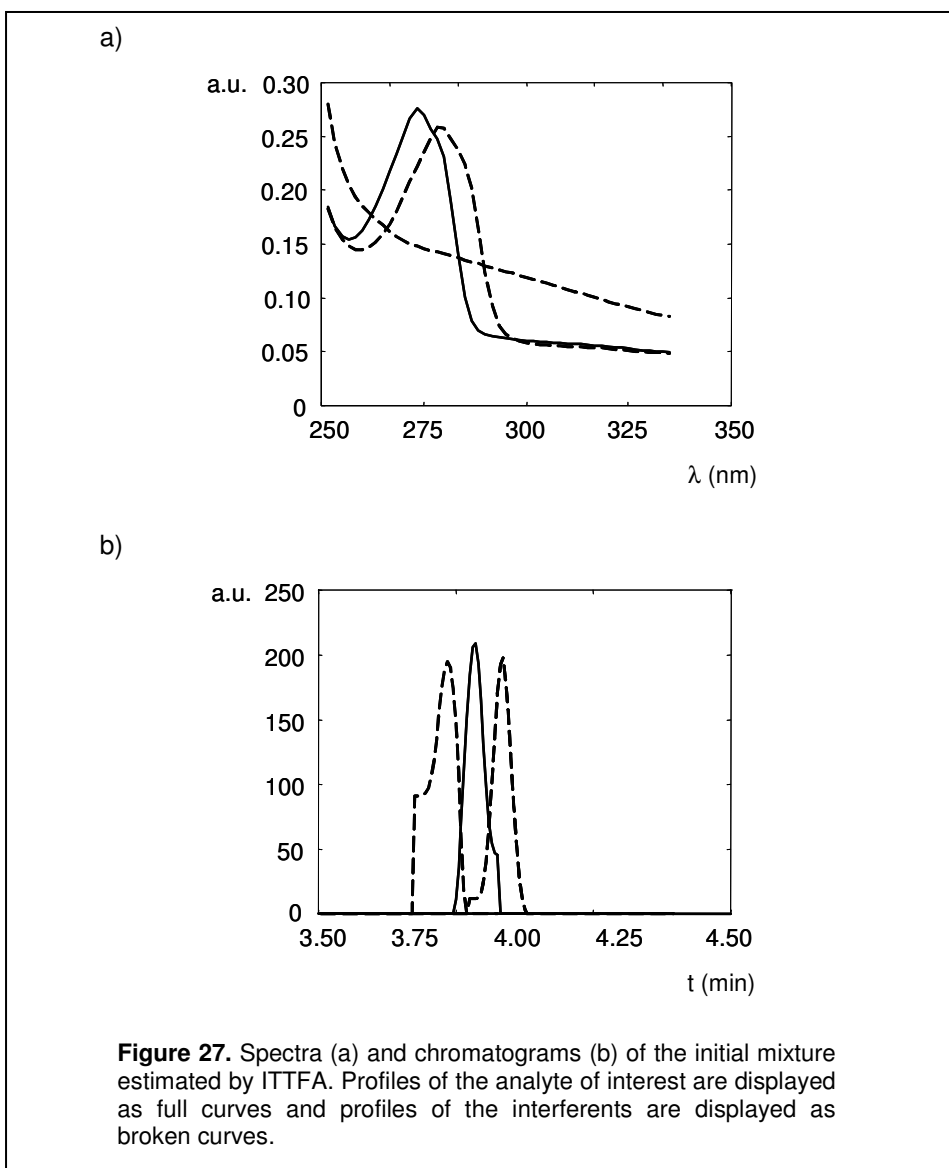 a)
a.u.
0.30
0.25
0.20
0.15
0.10
0.05
0
250 275 300 325 350
λ (nm)
b)
a.u.
250
200
150
100
50
0
3.50 3.75 4.00 4.25 4.50
t (min)
Figure 27. Spectra (a) and chromatograms (b) of the initial mixture
estimated by ITTFA. Profiles of the analyte of interest are displayed
as full curves and profiles of the interferents are displayed as
broken curves.